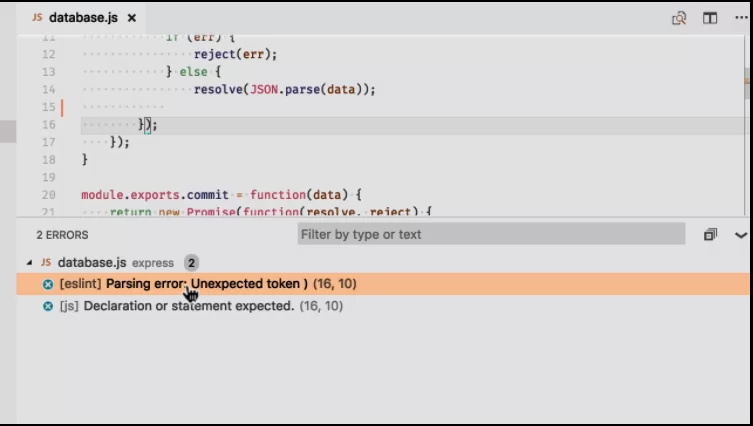 JS database.js ×
11 if (err) {
12 reject(err);
13 } else {
14 resolve(JSON.parse(data));
15
16 });
17 });
18 }
19
20 module.exports.commit = function(data) {
21 return new Promise(function(resolve, reject) {
2 ERRORS
Filter by type or text
JS database.js express 2
[eslint] Parsing error: Unexpected token ) (16, 10)
[js] Declaration or statement expected. (16, 10)